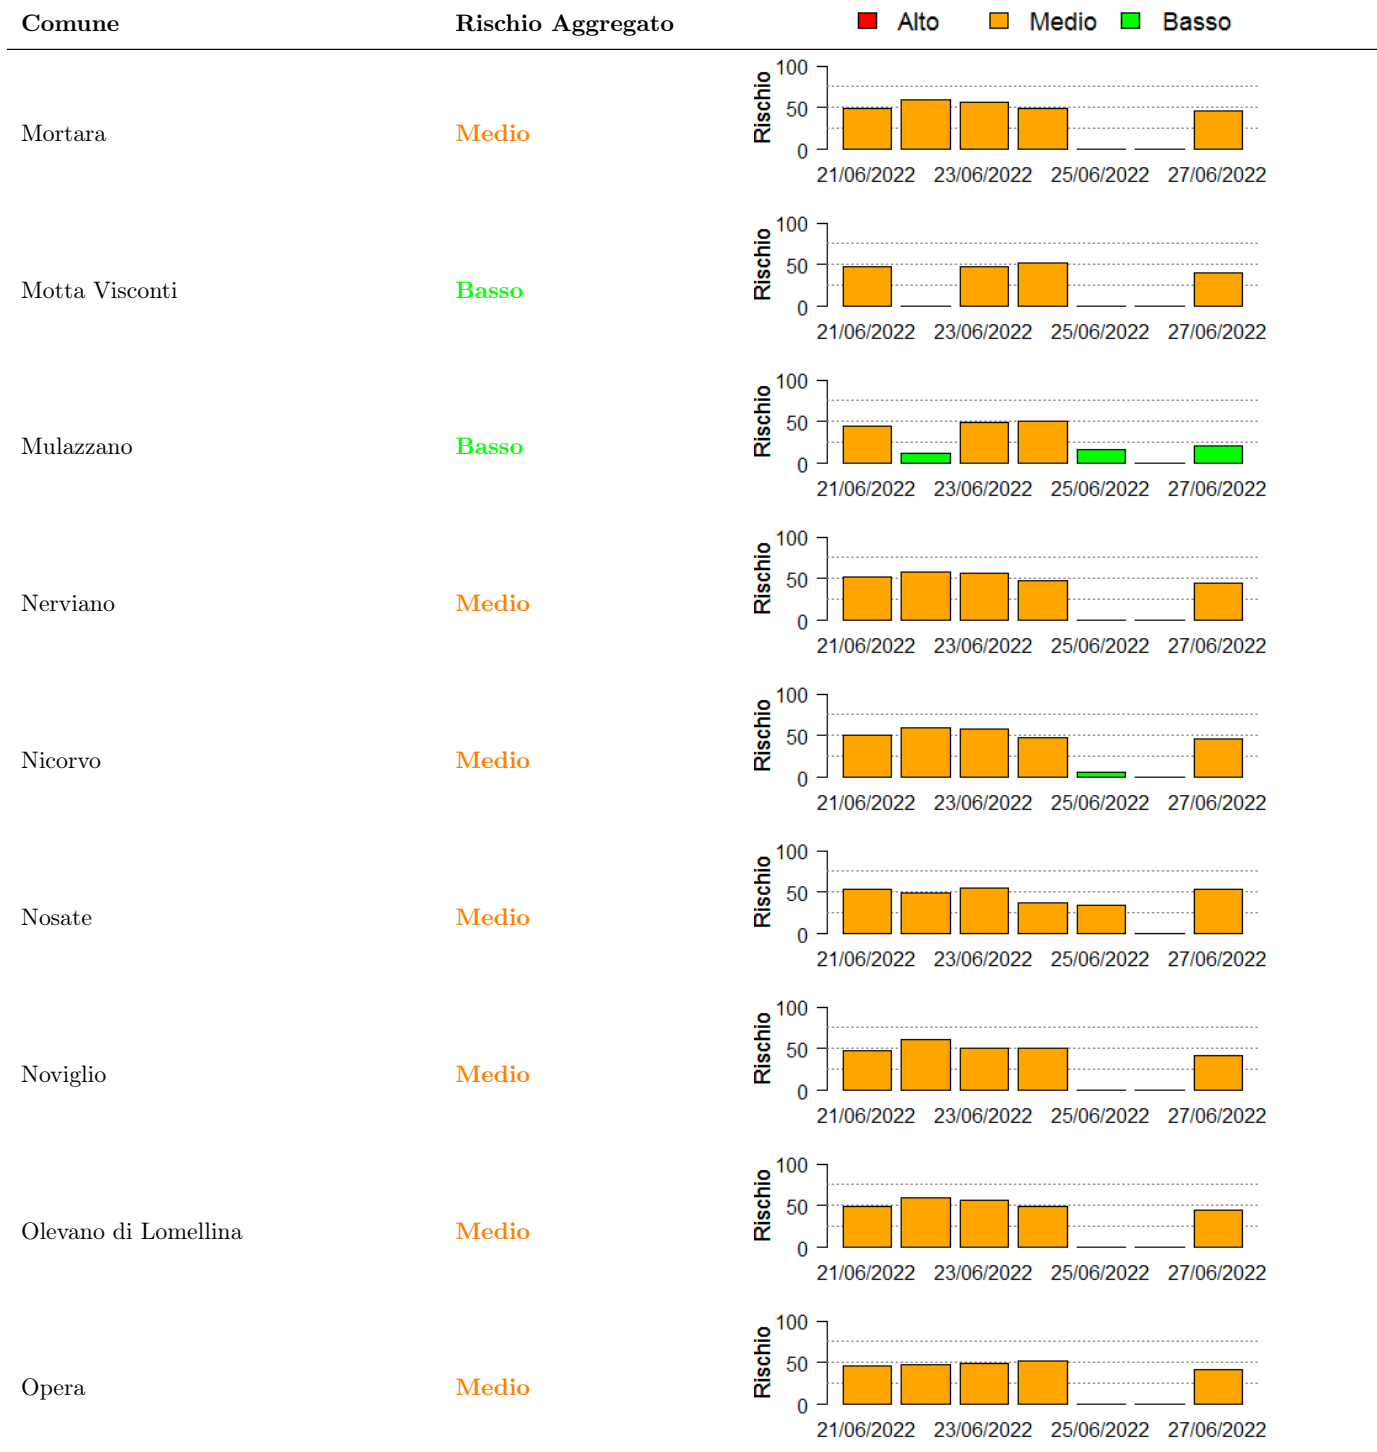 Comune Rischio Aggregato Alto Medio Basso
100
50
0
Rischio
Mortara Medio
21/06/2022 23/06/2022 25/06/2022 27/06/2022
100
50
0
Rischio
Motta Visconti Basso
21/06/2022 23/06/2022 25/06/2022 27/06/2022
100
50
0
Rischio
Mulazzano Basso
21/06/2022 23/06/2022 25/06/2022 27/06/2022
100
50
0
Rischio
Nerviano Medio
21/06/2022 23/06/2022 25/06/2022 27/06/2022
100
50
0
Rischio
Nicorvo Medio
21/06/2022 23/06/2022 25/06/2022 27/06/2022
100
50
0
Rischio
Nosate Medio
21/06/2022 23/06/2022 25/06/2022 27/06/2022
100
50
0
Rischio
Noviglio Medio
21/06/2022 23/06/2022 25/06/2022 27/06/2022
100
50
0
Rischio
Olevano di Lomellina Medio
21/06/2022 23/06/2022 25/06/2022 27/06/2022
100
50
0
Rischio
Opera Medio
21/06/2022 23/06/2022 25/06/2022 27/06/2022